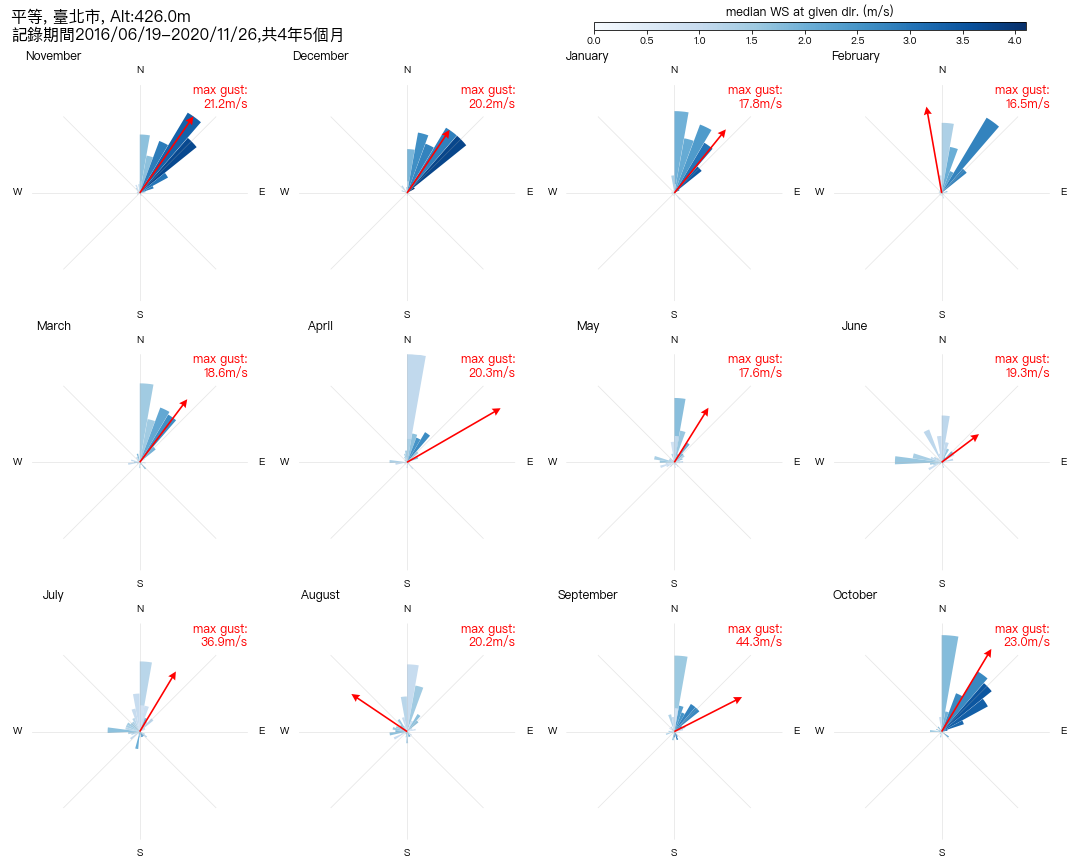 平等, 臺北市, Alt:426.0m
記錄期間2016/06/19−2020/11/26,共4年5個月
median WS at given dir. (m/s)
0.0 0.5 1.0 1.5 2.0 2.5 3.0 3.5 4.0
November
N
max gust:
21.2m/s
W E
S
December
N
max gust:
20.2m/s
W E
S
January
N
max gust:
17.8m/s
W E
S
February
N
max gust:
16.5m/s
W E
S
March
N
max gust:
18.6m/s
W E
S
April
N
max gust:
20.3m/s
W E
S
May
N
max gust:
17.6m/s
W E
S
June
N
max gust:
19.3m/s
W E
S
July
N
max gust:
36.9m/s
W E
S
August
N
max gust:
20.2m/s
W E
S
September
N
max gust:
44.3m/s
W E
S
October
N
max gust:
23.0m/s
W E
S